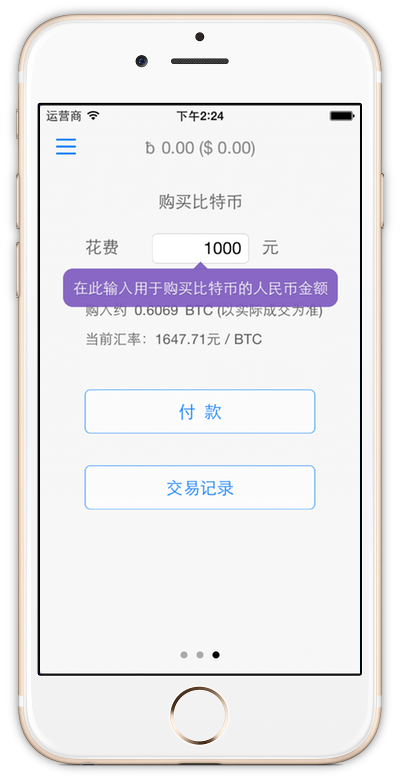 运营商 下午2:24
ƀ 0.00 ($ 0.00)
购买比特币
花费 1000 元
在此输入用于购买比特币的人民币金额
购入约 0.6069 BTC (以实际成交为准)
当前汇率：1647.71元 / BTC
付 款
交易记录